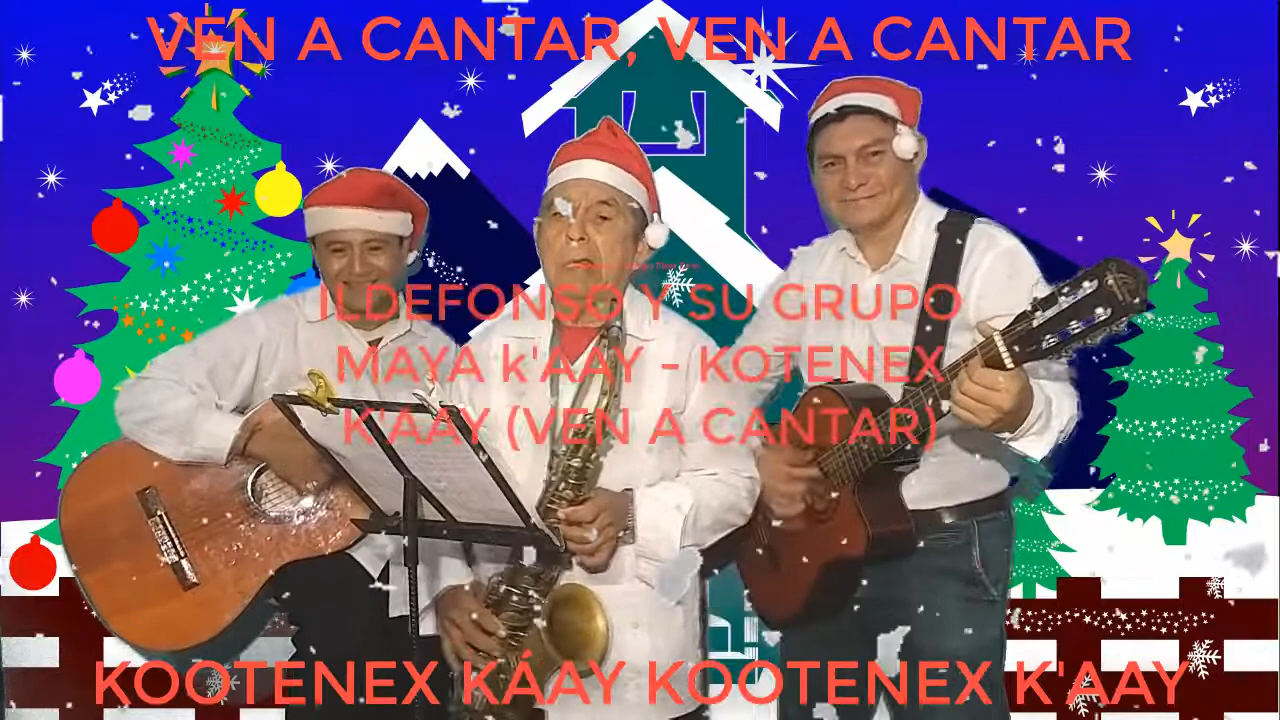 VEN A CANTAR, VEN A CANTAR
ILDEFONSO Y SU GRUPO
MAYA k'AAY - KOTENEX
K'AAY (VEN A CANTAR)
KOOTENEX KÁAY KOOTENEX K'AAY